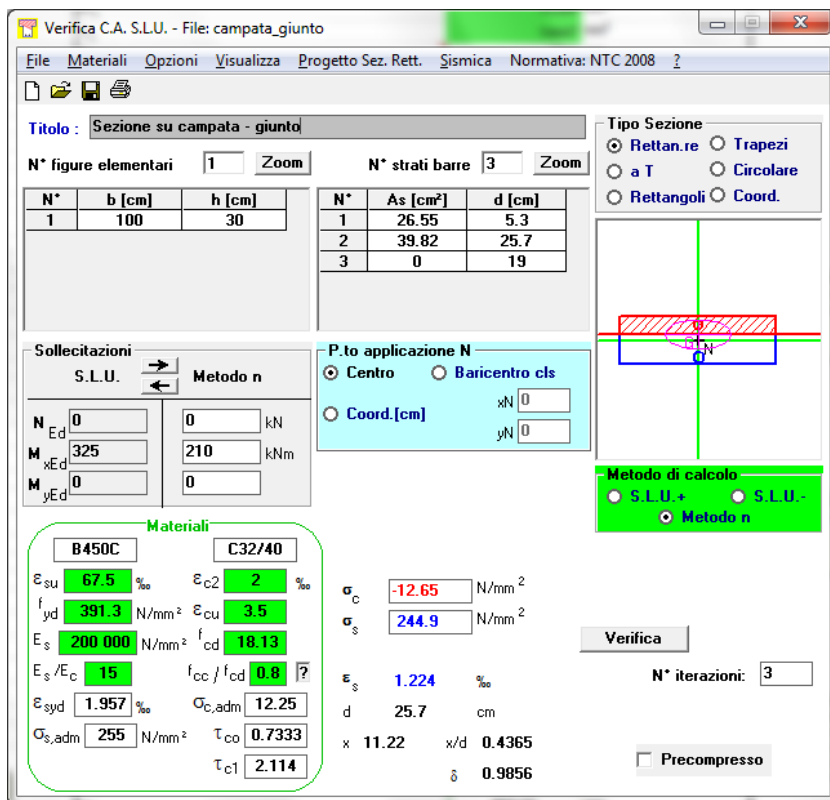 Verifica C.A. S.L.U. - File: campata_giunto
File Materiali Opzioni Visualizza Progetto Sez. Rett. Sismica Normativa: NTC 2008 ?
Titolo : Sezione su campata - giunto
N° figure elementari 1 Zoom N° strati barre 3 Zoom
N° b [cm] h [cm]
1 100 30
N° As [cm²] d [cm]
1 26.55 5.3
2 39.82 25.7
3 0 19
Tipo Sezione
Rettan.re Trapezi
a T Circolare
Rettangoli Coord.
N
Sollecitazioni
S.L.U. Metodo n
N Ed 0 0 kN
M xEd 325 210 kNm
M yEd 0 0
P.to applicazione N
Centro Baricentro cls
Coord.[cm] xN 0
yN 0
Metodo di calcolo
S.L.U.+ S.L.U.-
Metodo n
Materiali
B450C C32/40
εsu 67.5 ‰ εc2 2 ‰
fyd 391.3 N/mm² εcu 3.5
Es 200 000 N/mm² fcd 18.13
Es/Ec 15 fcc / fcd 0.8 ?
εsyd 1.957 ‰ σc,adm 12.25
σs,adm 255 N/mm² τco 0.7333
τc1 2.114
σc -12.65 N/mm²
σs 244.9 N/mm²
εs 1.224 ‰
d 25.7 cm
x 11.22 x/d 0.4365
δ 0.9856
Verifica
N° iterazioni: 3
Precompresso